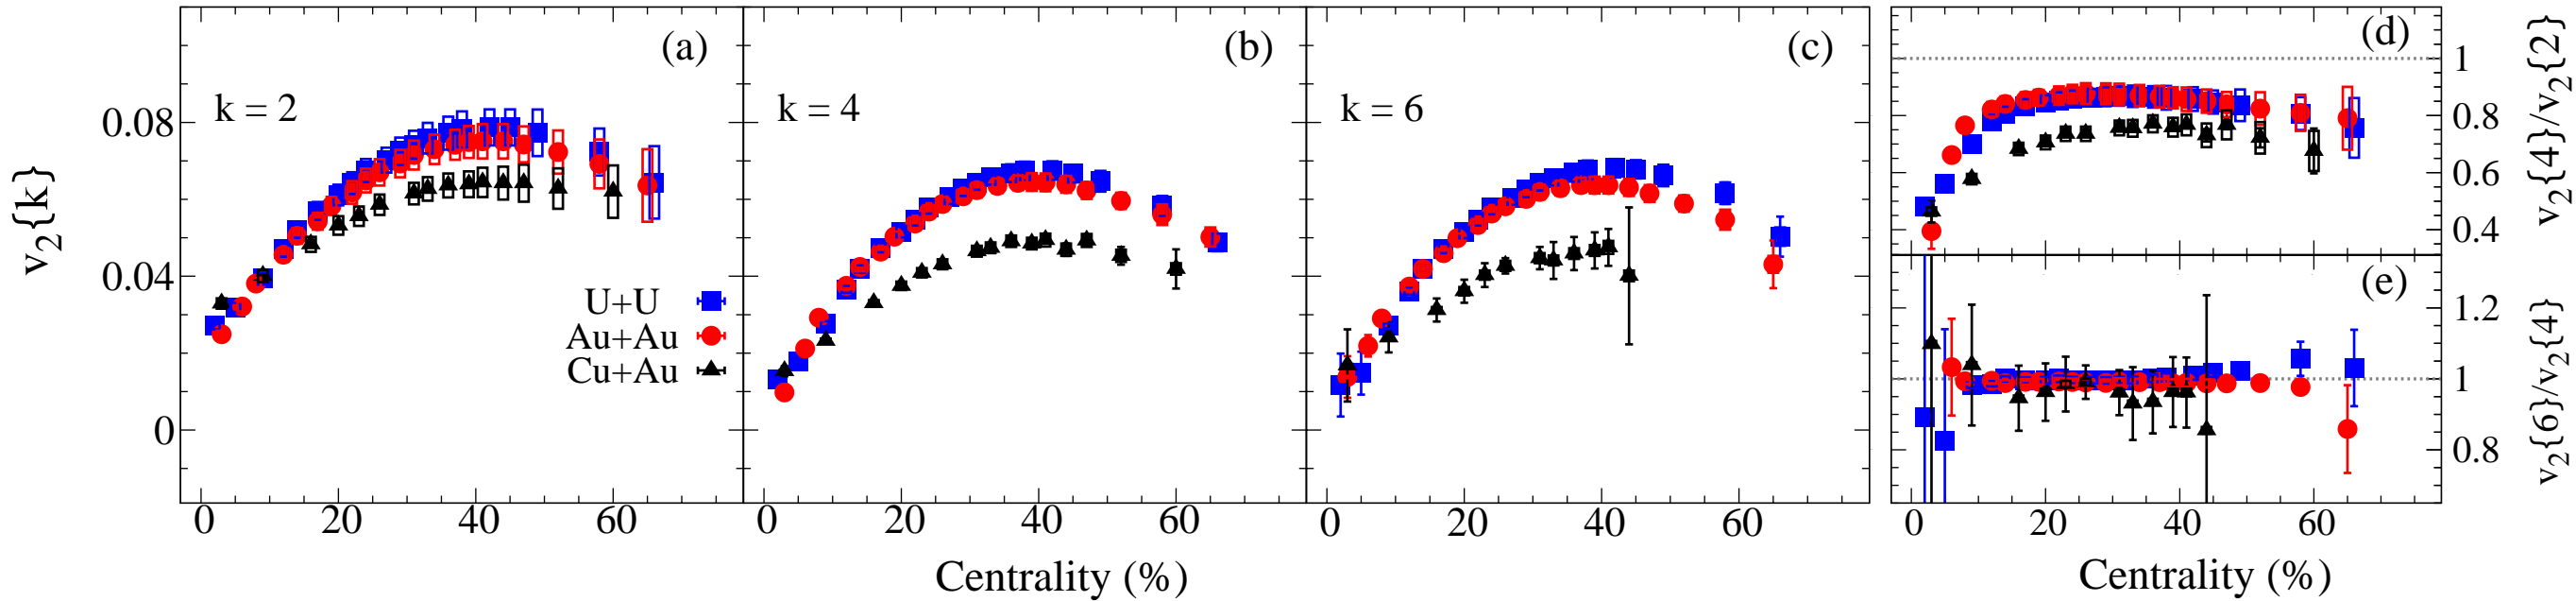 (a)
(b)
(c)
(d)
(e)
k = 2
k = 4
k = 6
v₂{k}
0.08
0.04
0
U+U
Au+Au
Cu+Au
0 20 40 60
0 20 40 60
0 20 40 60
Centrality (%)
1
0.8
0.6
0.4
v₂{4}/v₂{2}
1.2
1
0.8
v₂{6}/v₂{4}
0 20 40 60
Centrality (%)